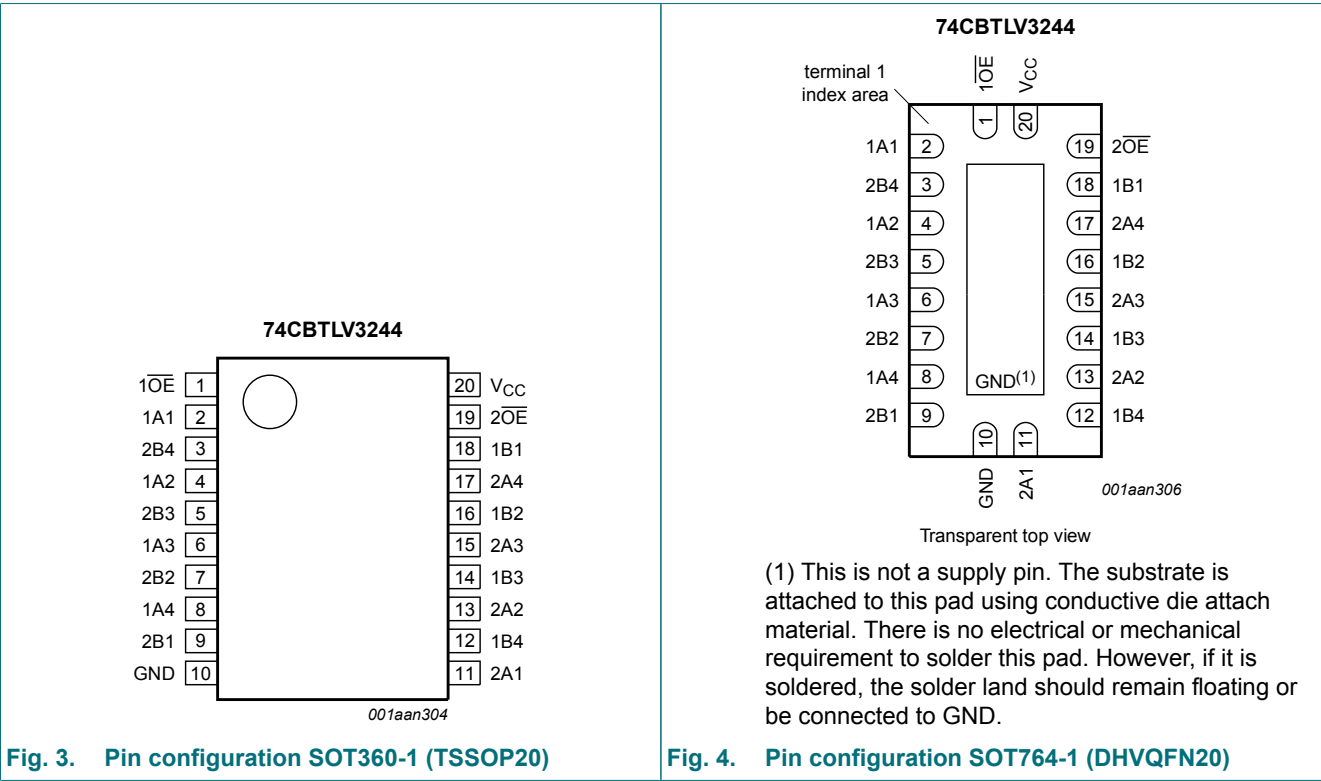 74CBTLV3244
1OE 1
1A1 2
2B4 3
1A2 4
2B3 5
1A3 6
2B2 7
1A4 8
2B1 9
GND 10
20 VCC
19 2OE
18 1B1
17 2A4
16 1B2
15 2A3
14 1B3
13 2A2
12 1B4
11 2A1
001aan304
Fig. 3. Pin configuration SOT360-1 (TSSOP20)
74CBTLV3244
terminal 1
index area
1OE
VCC
1
20
1A1 2
2B4 3
1A2 4
2B3 5
1A3 6
2B2 7
1A4 8
2B1 9
19 2OE
18 1B1
17 2A4
16 1B2
15 2A3
14 1B3
13 2A2
12 1B4
GND(1)
10
11
GND
2A1
001aan306
Transparent top view
(1) This is not a supply pin. The substrate is
attached to this pad using conductive die attach
material. There is no electrical or mechanical
requirement to solder this pad. However, if it is
soldered, the solder land should remain floating or
be connected to GND.
Fig. 4. Pin configuration SOT764-1 (DHVQFN20)